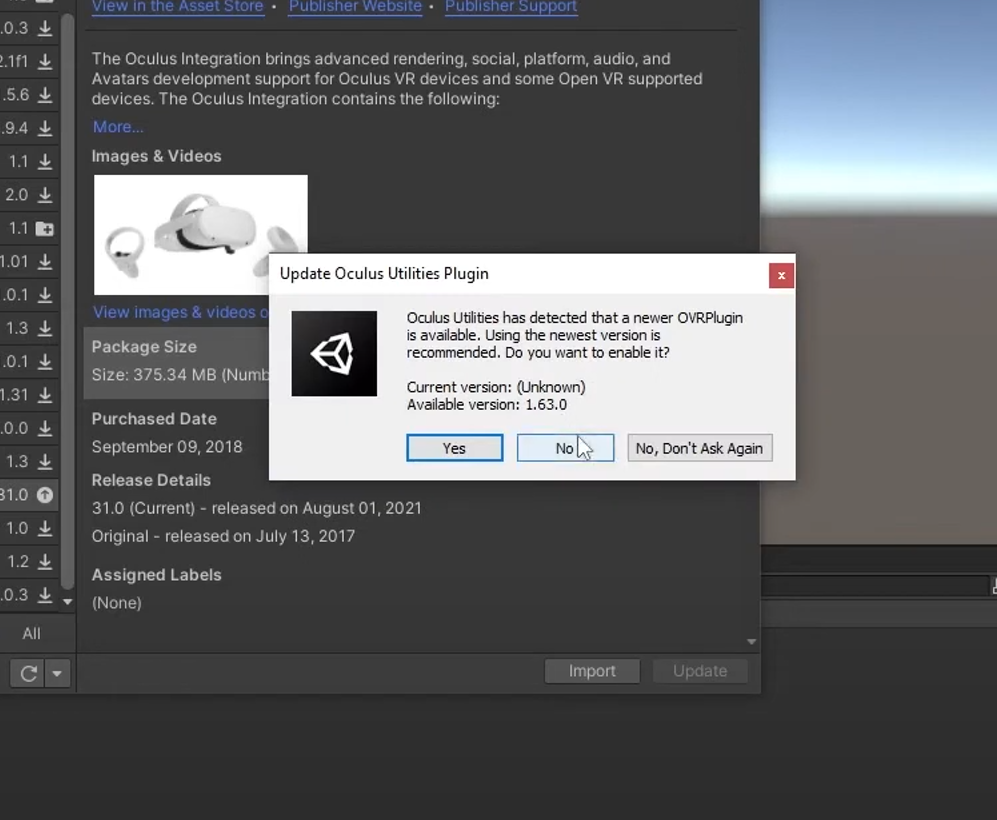 View in the Asset Store • Publisher Website • Publisher Support
The Oculus Integration brings advanced rendering, social, platform, audio, and
Avatars development support for Oculus VR devices and some Open VR supported
devices. The Oculus Integration contains the following:
More...
Images & Videos
View images & videos o
Package Size
Size: 375.34 MB (Numb
Purchased Date
September 09, 2018
Release Details
31.0 (Current) - released on August 01, 2021
Original - released on July 13, 2017
Assigned Labels
(None)
Import
Update
Update Oculus Utilities Plugin
x
Oculus Utilities has detected that a newer OVRPlugin
is available. Using the newest version is
recommended. Do you want to enable it?
Current version: (Unknown)
Available version: 1.63.0
Yes
No
No, Don't Ask Again
.0.3
2.1f1
.5.6
.9.4
1.1
2.0
1.1
1.01
.0.1
1.3
.0.1
1.31
.0.0
1.3
31.0
1.0
1.2
.0.3
All